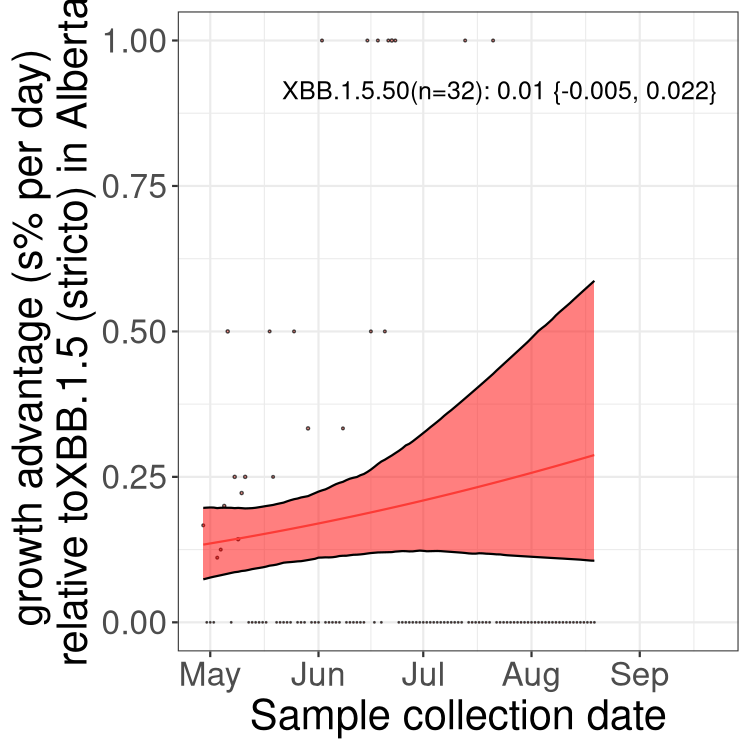 growth advantage (s% per day)
relative toXBB.1.5 (stricto) in Alberta
1.00
XBB.1.5.50(n=32): 0.01 {-0.005, 0.022}
0.75
0.50
0.25
0.00
May Jun Jul Aug Sep
Sample collection date